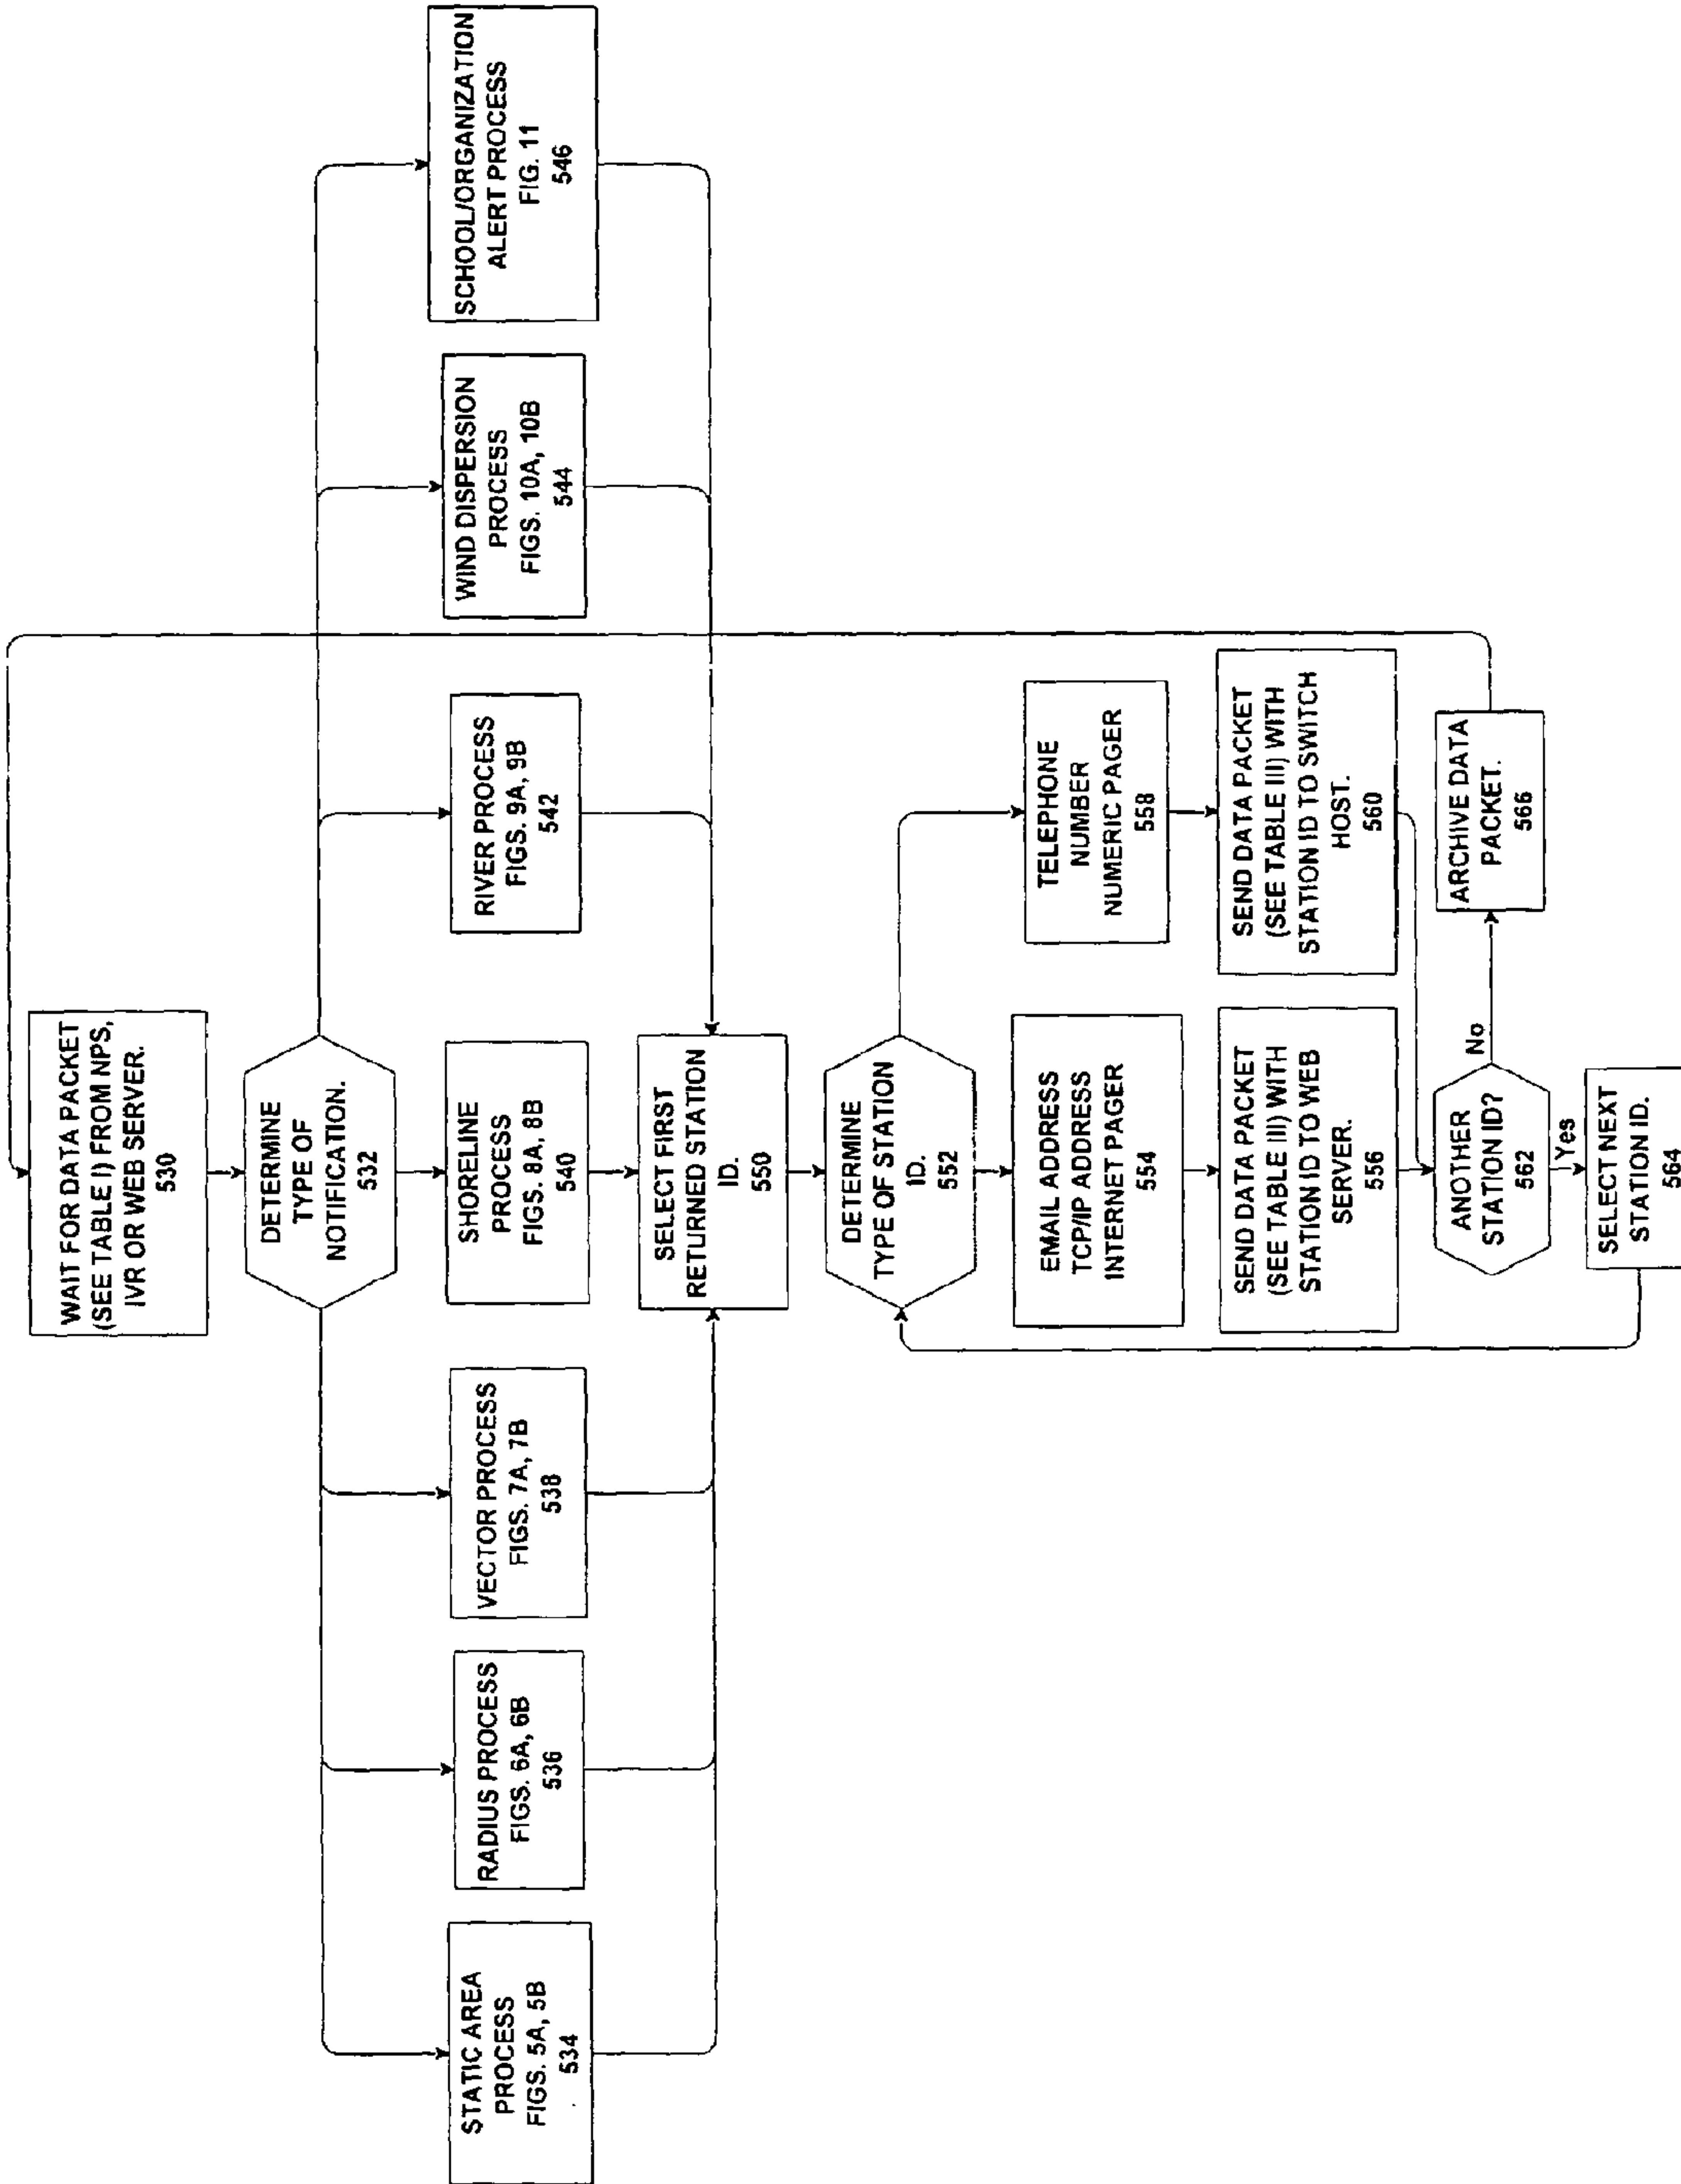 WAIT FOR DATA PACKET
(SEE TABLE I) FROM NPS,
IVR OR WEB SERVER.
530
DETERMINE
TYPE OF
NOTIFICATION.
532
STATIC AREA
PROCESS
FIGS. 5A, 5B
534
RADIUS PROCESS
FIGS. 6A, 6B
536
VECTOR PROCESS
FIGS. 7A, 7B
538
SHORELINE
PROCESS
FIGS. 8A, 8B
540
RIVER PROCESS
FIGS. 9A, 9B
542
WIND DISPERSION
PROCESS
FIGS. 10A, 10B
544
SCHOOL/ORGANIZATION
ALERT PROCESS
FIG. 11
546
SELECT FIRST
RETURNED STATION
ID.
550
DETERMINE
TYPE OF STATION
ID.
552
EMAIL ADDRESS
TCP/IP ADDRESS
INTERNET PAGER
554
TELEPHONE
NUMBER
NUMERIC PAGER
558
SEND DATA PACKET
(SEE TABLE III) WITH
STATION ID TO WEB
SERVER.
556
SEND DATA PACKET
(SEE TABLE III) WITH
STATION ID TO SWITCH
HOST.
560
ANOTHER
STATION ID?
562
No
ARCHIVE DATA
PACKET.
566
Yes
SELECT NEXT
STATION ID.
564